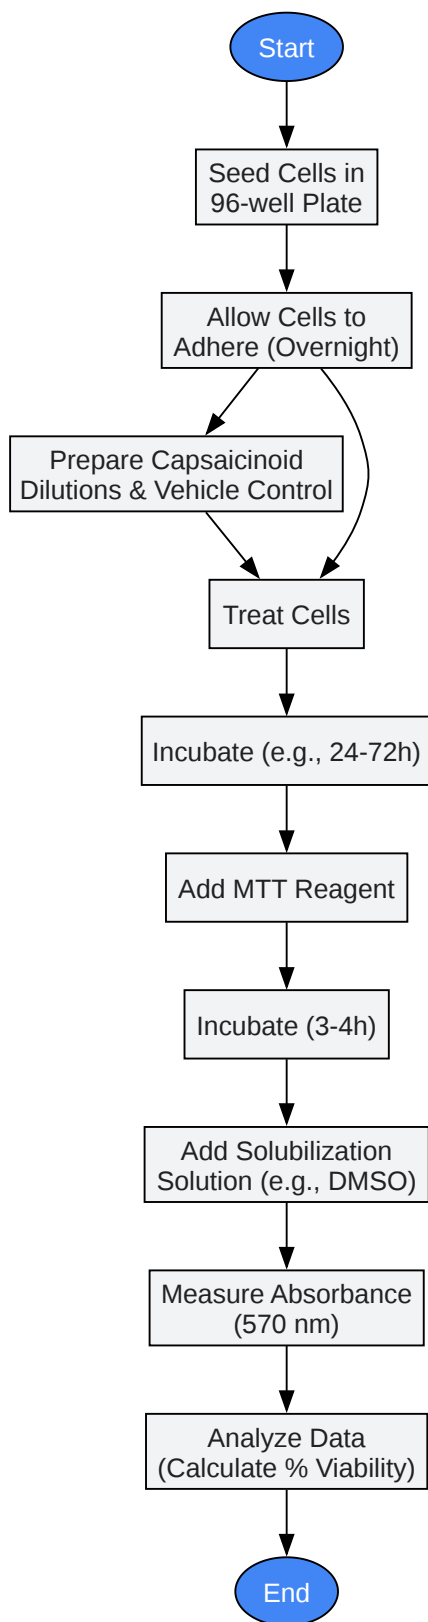 Start
Seed Cells in
96-well Plate
Allow Cells to
Adhere (Overnight)
Prepare Capsaicinoid
Dilutions & Vehicle Control
Treat Cells
Incubate (e.g., 24-72h)
Add MTT Reagent
Incubate (3-4h)
Add Solubilization
Solution (e.g., DMSO)
Measure Absorbance
(570 nm)
Analyze Data
(Calculate % Viability)
End